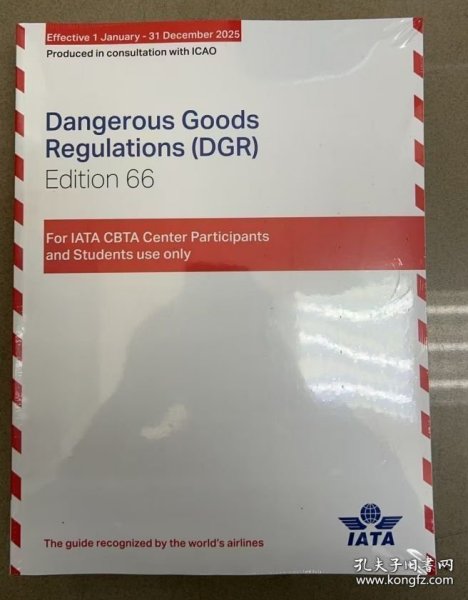 Effective 1 January - 31 December 2025
Produced in consultation with ICAO
Dangerous Goods
Regulations (DGR)
Edition 66
For IATA CBTA Center Participants
and Students use only
IATA
The guide recognized by the world's airlines
孔夫子旧书网
www.kongfz.com